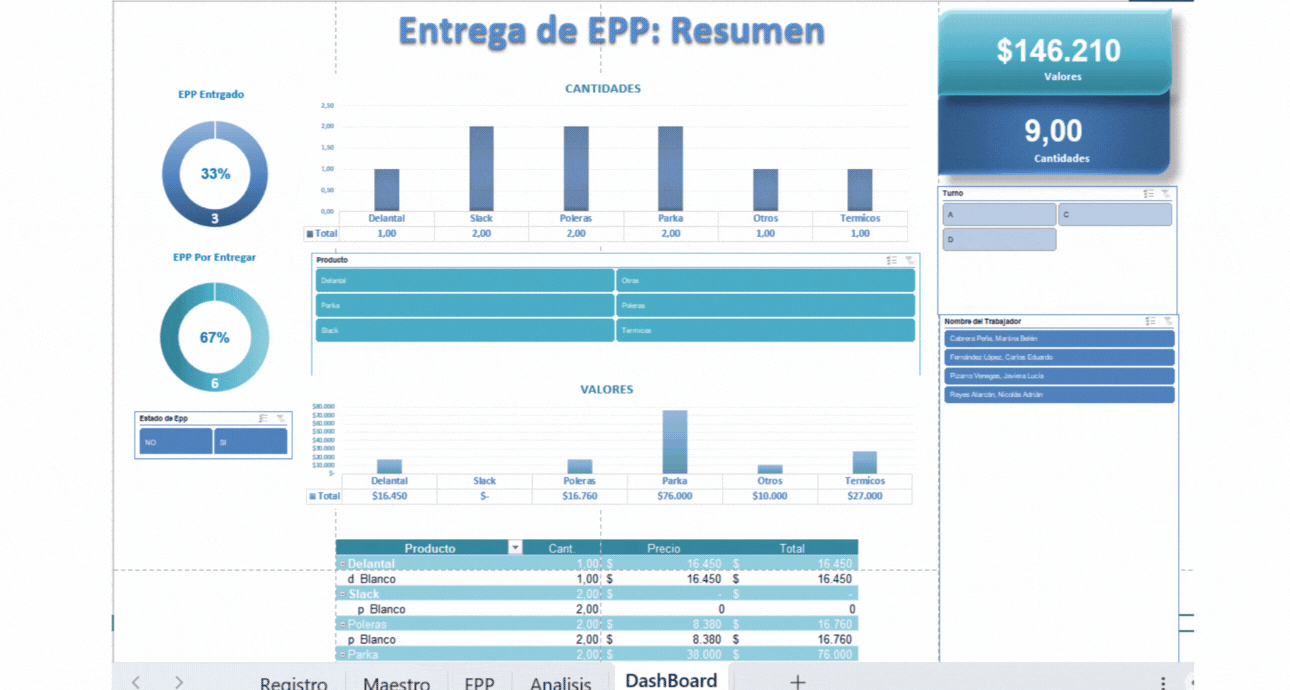 Entrega de EPP: Resumen
$146.210
Valores
9,00
Cantidades
EPP Entrgado
33%
3
EPP Por Entregar
67%
6
Estado de Epp
NO SI
CANTIDADES
2,50
2,00
1,50
1,00
0,50
0,00
Delantal Slack Poleras Parka Otros Termicos
Total 1,00 2,00 2,00 2,00 1,00 1,00
Producto
Delantal Otros
Parka Poleras
Slack Termicos
VALORES
$80.000
$70.000
$60.000
$50.000
$40.000
$30.000
$20.000
$10.000
$-
Delantal Slack Poleras Parka Otros Termicos
Total $16.450 $- $16.760 $76.000 $10.000 $27.000
Turno
A C
D
Nombre del Trabajador
Cabrera Peña, Martina Belén
Fernández López, Carlos Eduardo
Pizarro Venegas, Javiera Lucía
Reyes Alarcón, Nicolás Adrián
Producto Cant. Precio Total
Delantal 1,00 $ 16.450 $ 16.450
d Blanco 1,00 $ 16.450 $ 16.450
Slack 2,00 $ - $ -
p Blanco 2,00 0 0
Poleras 2,00 $ 8.380 $ 16.760
p Blanco 2,00 $ 8.380 $ 16.760
Parka 2,00 $ 38.000 $ 76.000
Registro Maestro EPP Analisis DashBoard +